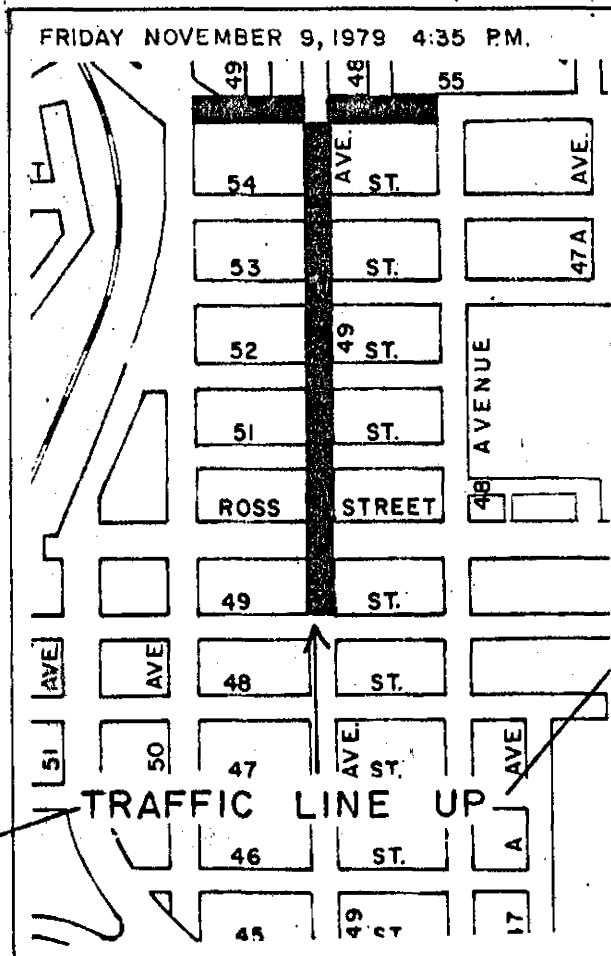 FRIDAY NOVEMBER 9, 1979 4:35 P.M.
49
48
55
54 AVE. ST. AVE.
53 ST. 47A
52 49 ST.
48 AVENUE
51 ST.
ROSS STREET
49 ST.
AVE. AVE 48 ST.
51 50 47 AVE. ST. AVE
TRAFFIC LINE UP
46 ST. A
45 49 ST 47